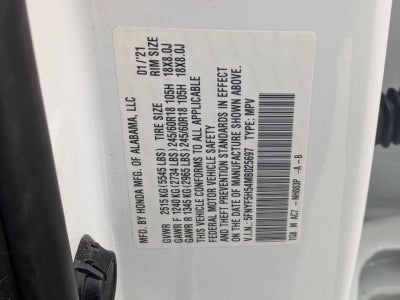 MFD. BY HONDA MFG. OF ALABAMA, LLC 01/'21
GVWR 2515 KG (5545 LBS) TIRE SIZE RIM SIZE
GAWR F 1240 KG (2734 LBS) 245/60R18 105H 18X8.0J
GAWR R 1345 KG (2965 LBS) 245/60R18 105H 18X8.0J
THIS VEHICLE CONFORMS TO ALL APPLICABLE
FEDERAL MOTOR VEHICLE SAFETY
AND THEFT PREVENTION STANDARDS IN EFFECT
ON THE DATE OF MANUFACTURE SHOWN ABOVE.
V.I.N.: 5FNYF5H54MB025697 TYPE: MPV
TG8 M AC7 -NH883P -A -B